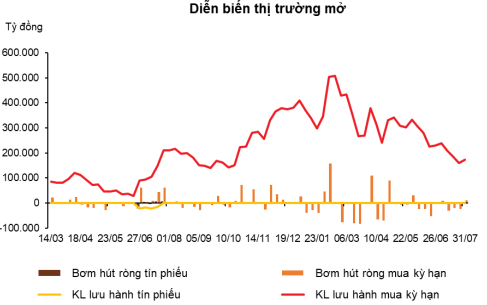 Diễn biến thị trường mở
Tỷ đồng
600.000
500.000
400.000
300.000
200.000
100.000
0
-100.000
14/03 18/04 23/05 27/06 01/08 05/09 10/10 14/11 19/12 30/01 06/03 10/04 22/05 26/06 31/07
Bơm hút ròng tín phiếu Bơm hút ròng mua kỳ hạn
KL lưu hành tín phiếu KL lưu hành mua kỳ hạn